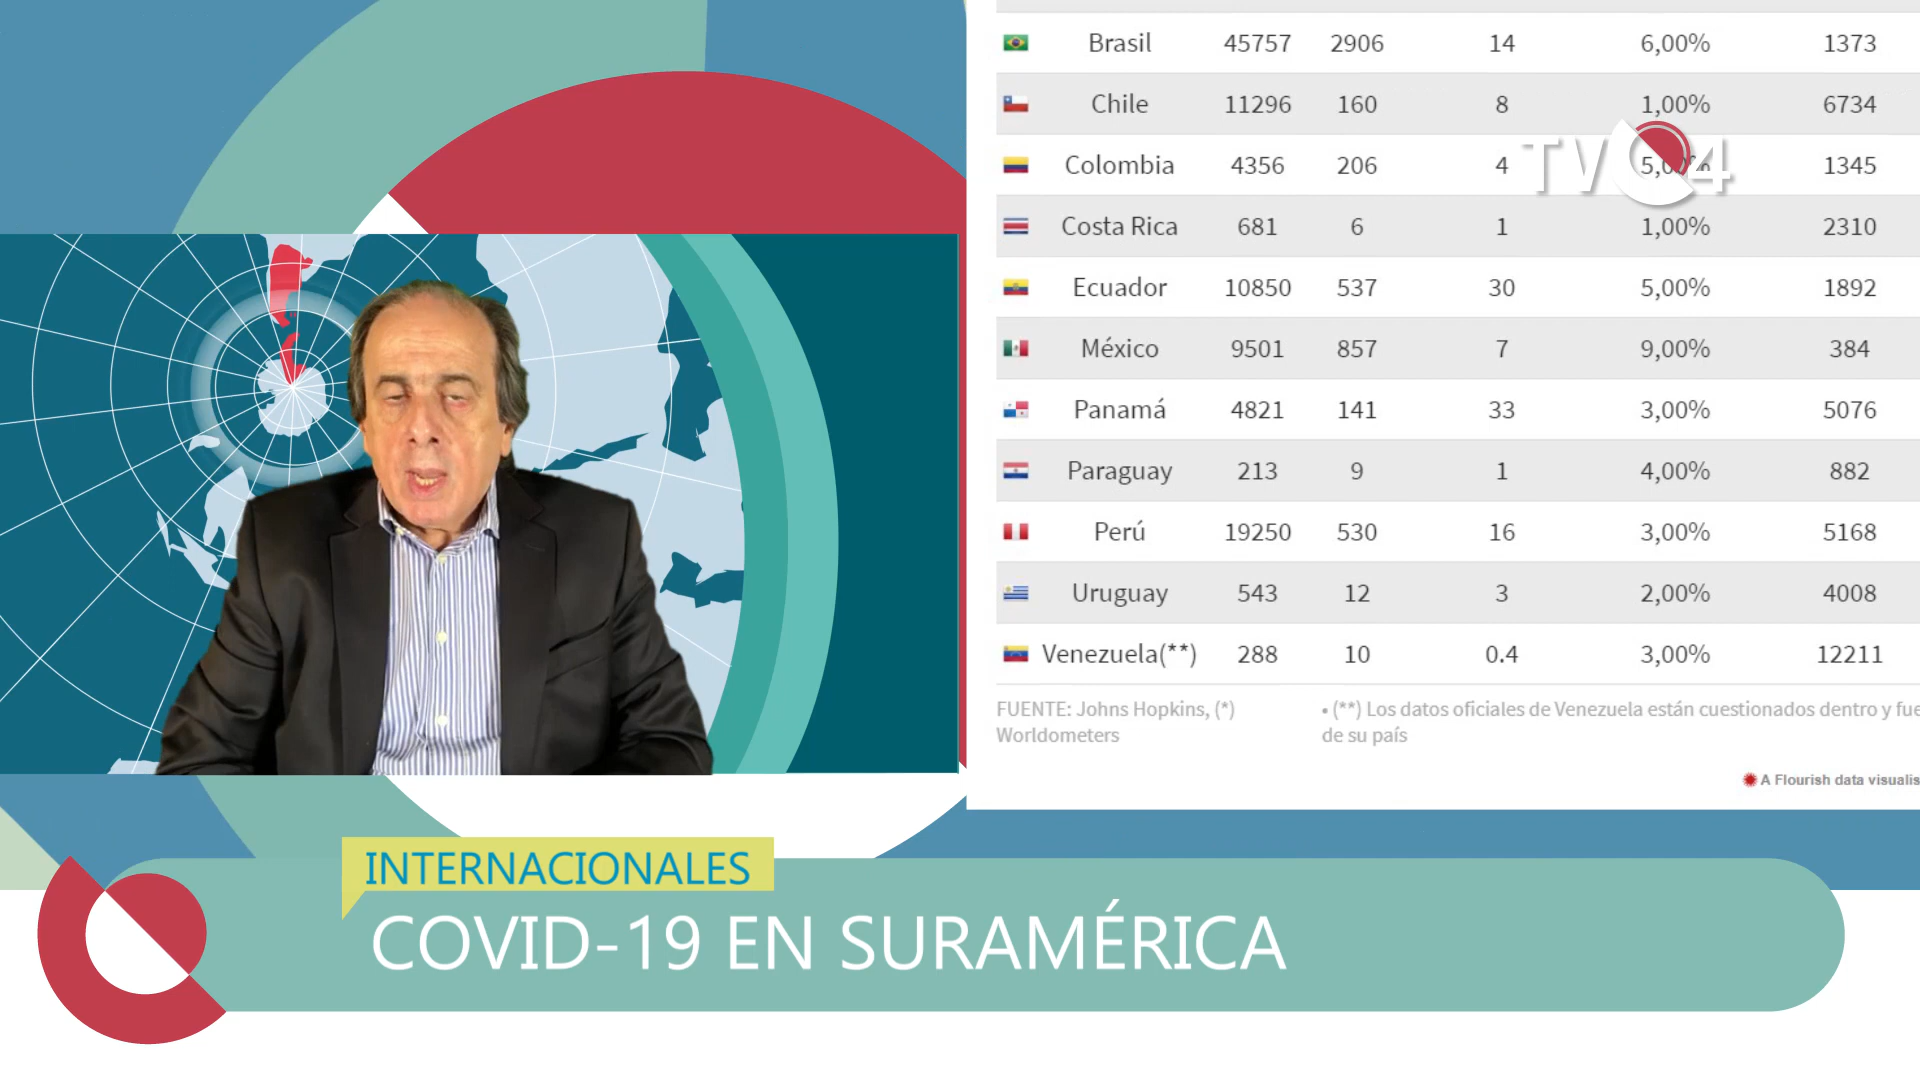 Brasil 45757 2906 14 6,00% 1373
Chile 11296 160 8 1,00% 6734
Colombia 4356 206 4 5,00% 1345
TV 4
Costa Rica 681 6 1 1,00% 2310
Ecuador 10850 537 30 5,00% 1892
México 9501 857 7 9,00% 384
Panamá 4821 141 33 3,00% 5076
Paraguay 213 9 1 4,00% 882
Perú 19250 530 16 3,00% 5168
Uruguay 543 12 3 2,00% 4008
Venezuela(**) 288 10 0.4 3,00% 12211
FUENTE: Johns Hopkins, (*)
Worldometers
• (**) Los datos oficiales de Venezuela están cuestionados dentro y fue
de su país
A Flourish data visualis
INTERNACIONALES
COVID-19 EN SURAMÉRICA